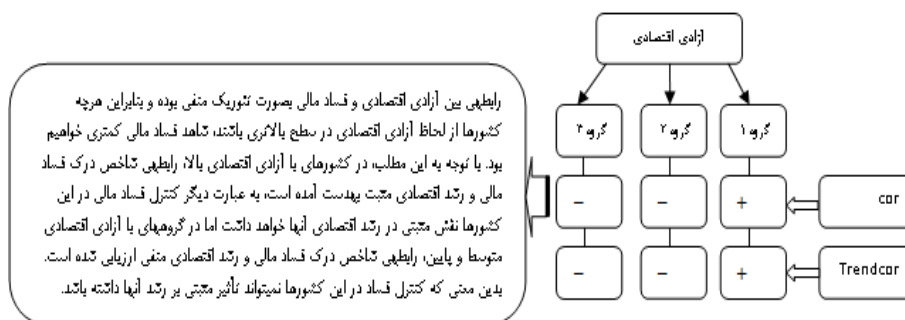 آزادی اقتصادی
گروه ۱
گروه ۲
گروه ۳
cor
+
−
−
Trendcor
+
−
−
رابطهی بین آزادی اقتصادی و فساد مالی بصورت تئوریک منفی بوده و بنابراین هرچه
کشورها از لحاظ آزادی اقتصادی در سطح بالاتری باشند، شاهد فساد مالی کمتری خواهیم
بود. با توجه به این مطلب، در کشورهای با آزادی اقتصادی بالا، رابطهی شاخص درک فساد
مالی و رشد اقتصادی مثبت بهدست آمده است، به عبارت دیگر کنترل فساد مالی در این
کشورها نقش مثبتی در رشد اقتصادی آنها خواهد داشت اما در گروههای با آزادی اقتصادی
متوسط و پایین، رابطهی شاخص درک فساد مالی و رشد اقتصادی منفی ارزیابی شده است.
بدین معنی که کنترل فساد در این کشورها نمیتواند تأثیر مثبتی بر رشد آنها داشته باشد.